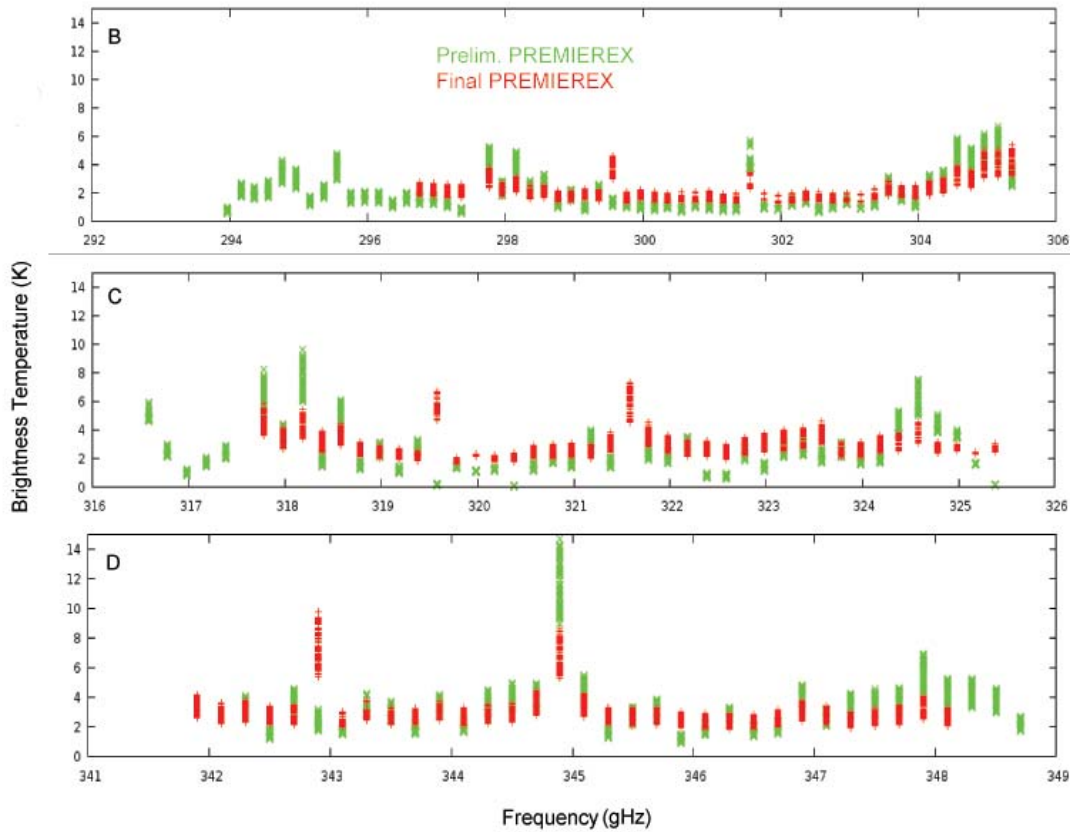 B
Prelim. PREMIEREX
Final PREMIEREX
14
12
10
8
6
4
2
0
292 294 296 298 300 302 304 306
C
14
12
10
8
6
4
2
0
316 317 318 319 320 321 322 323 324 325 326
D
14
12
10
8
6
4
2
0
341 342 343 344 345 346 347 348 349
Brightness Temperature (K)
Frequency (gHz)